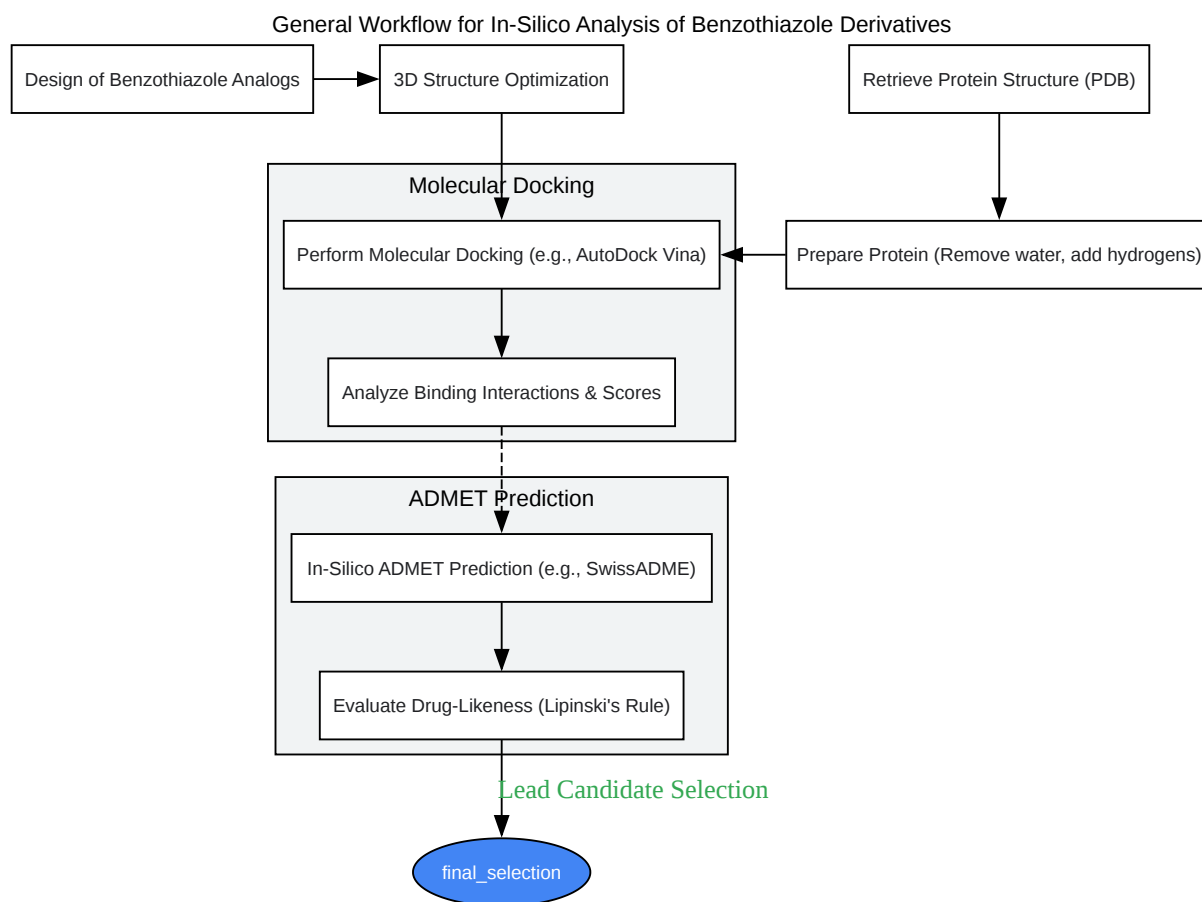 General Workflow for In-Silico Analysis of Benzothiazole Derivatives
Design of Benzothiazole Analogs
3D Structure Optimization
Retrieve Protein Structure (PDB)
Molecular Docking
Perform Molecular Docking (e.g., AutoDock Vina)
Prepare Protein (Remove water, add hydrogens)
Analyze Binding Interactions & Scores
ADMET Prediction
In-Silico ADMET Prediction (e.g., SwissADME)
Evaluate Drug-Likeness (Lipinski's Rule)
Lead Candidate Selection
final_selection